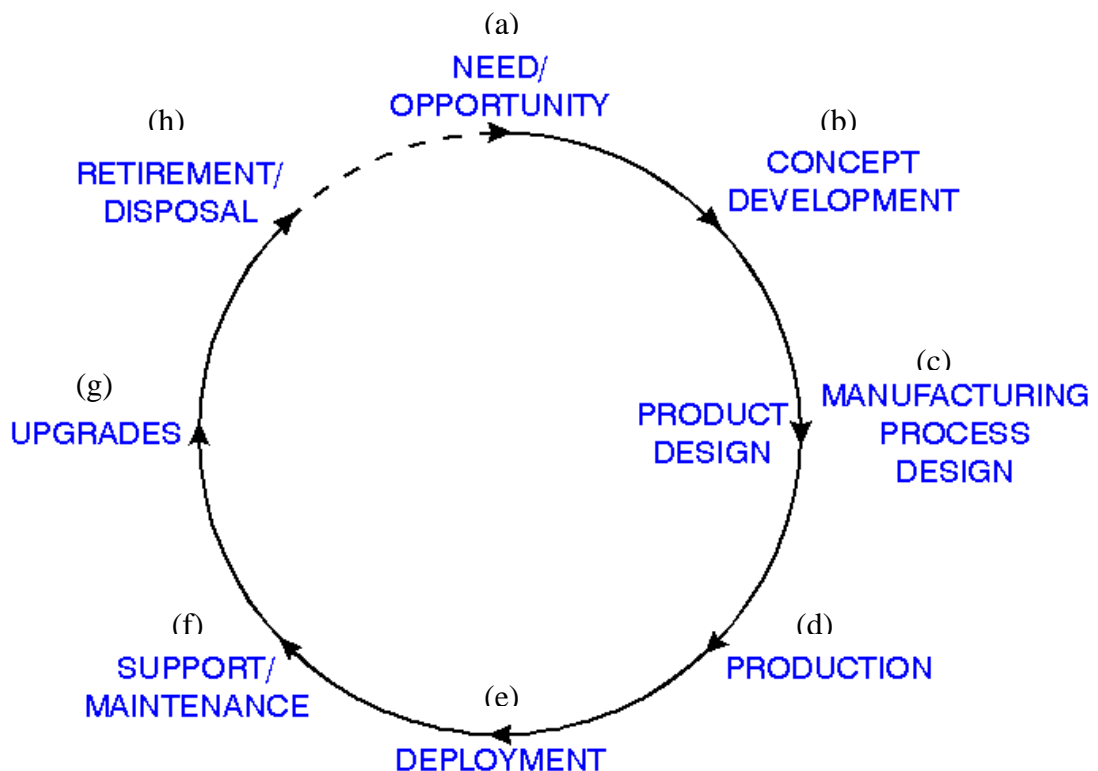 (a)
NEED/
OPPORTUNITY
(b)
CONCEPT
DEVELOPMENT
(c)
MANUFACTURING
PROCESS
DESIGN
PRODUCT
DESIGN
(d)
PRODUCTION
(e)
DEPLOYMENT
(f)
SUPPORT/
MAINTENANCE
(g)
UPGRADES
(h)
RETIREMENT/
DISPOSAL